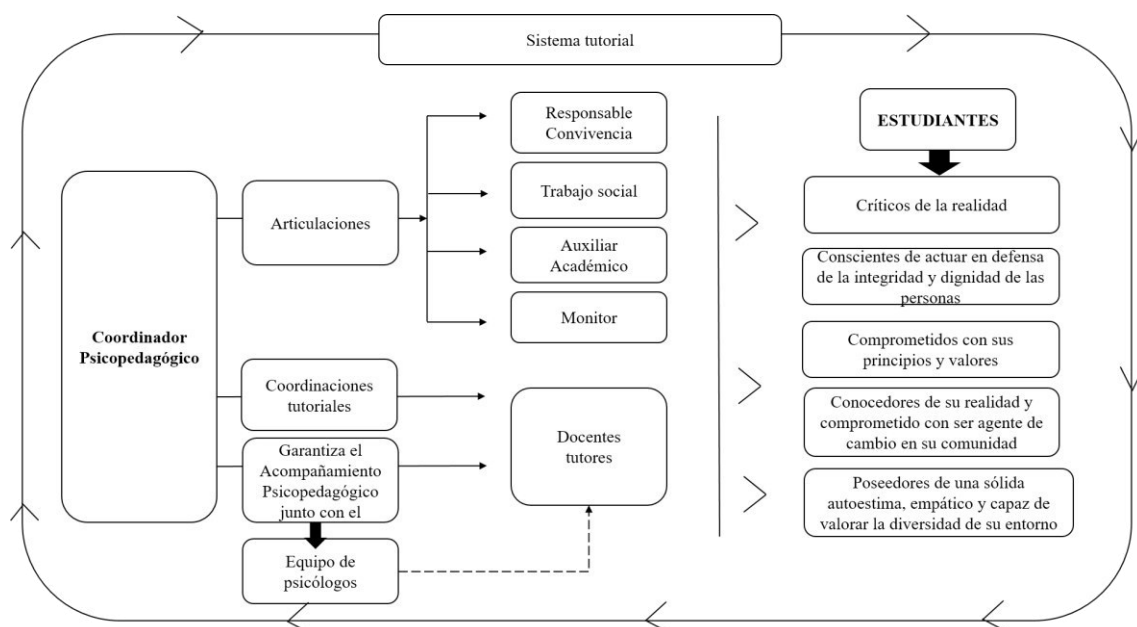 Sistema tutorial
Coordinador
Psicopedagógico
Articulaciones
Coordinaciones
tutoriales
Garantiza el
Acompañamiento
Psicopedagógico
junto con el
Equipo de
psicólogos
Responsable
Convivencia
Trabajo social
Auxiliar
Académico
Monitor
Docentes
tutores
ESTUDIANTES
Críticos de la realidad
Conscientes de actuar en defensa
de la integridad y dignidad de las
personas
Comprometidos con sus
principios y valores
Conocedores de su realidad y
comprometido con ser agente de
cambio en su comunidad
Poseedores de una sólida
autoestima, empático y capaz de
valorar la diversidad de su entorno